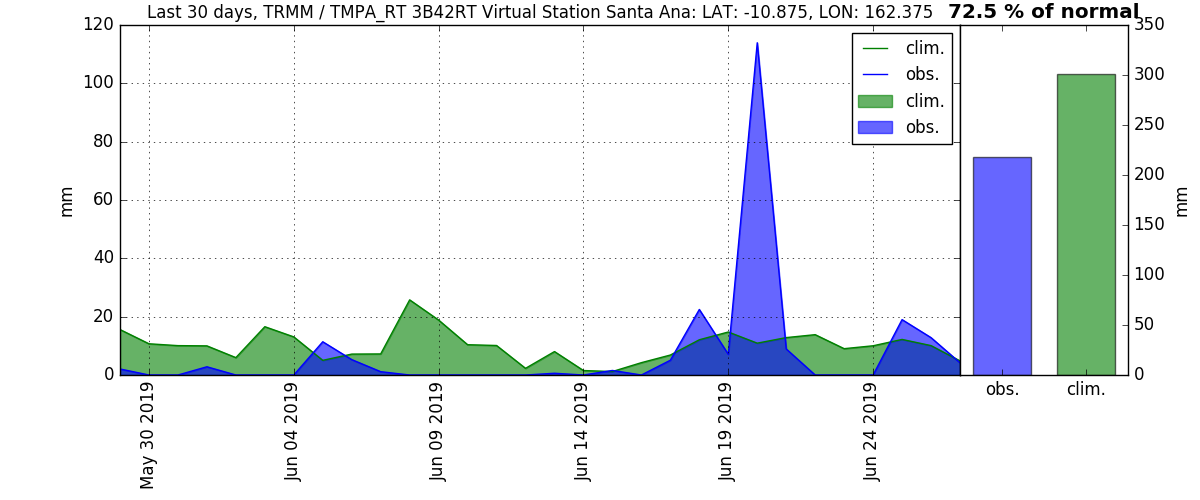 Last 30 days, TRMM / TMPA_RT 3B42RT Virtual Station Santa Ana: LAT: -10.875, LON: 162.375 72.5 % of normal
120
100
80
60
40
20
0
mm
clim.
obs.
clim.
obs.
350
300
250
200
150
100
50
0
mm
obs. clim.
May 30 2019
Jun 04 2019
Jun 09 2019
Jun 14 2019
Jun 19 2019
Jun 24 2019